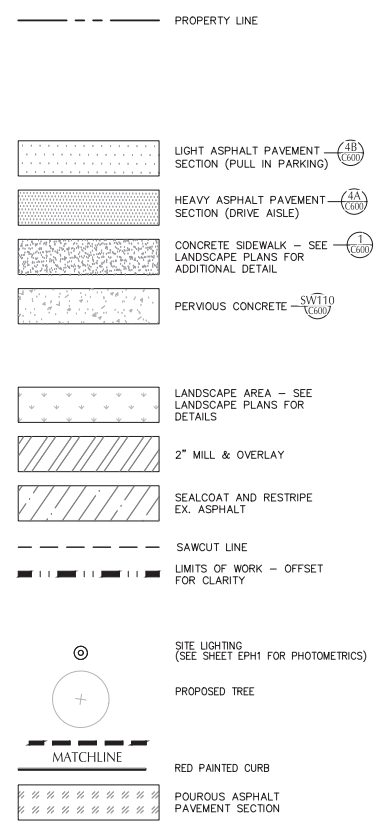 PROPERTY LINE
LIGHT ASPHALT PAVEMENT
SECTION (PULL IN PARKING)
4B
C600
HEAVY ASPHALT PAVEMENT
SECTION (DRIVE AISLE)
4A
C600
CONCRETE SIDEWALK – SEE
LANDSCAPE PLANS FOR
ADDITIONAL DETAIL
1
C600
PERVIOUS CONCRETE
SW110
C600
LANDSCAPE AREA – SEE
LANDSCAPE PLANS FOR
DETAILS
2" MILL & OVERLAY
SEALCOAT AND RESTRIPE
EX. ASPHALT
SAWCUT LINE
LIMITS OF WORK – OFFSET
FOR CLARITY
SITE LIGHTING
(SEE SHEET EPH1 FOR PHOTOMETRICS)
PROPOSED TREE
MATCHLINE
RED PAINTED CURB
POUROUS ASPHALT
PAVEMENT SECTION